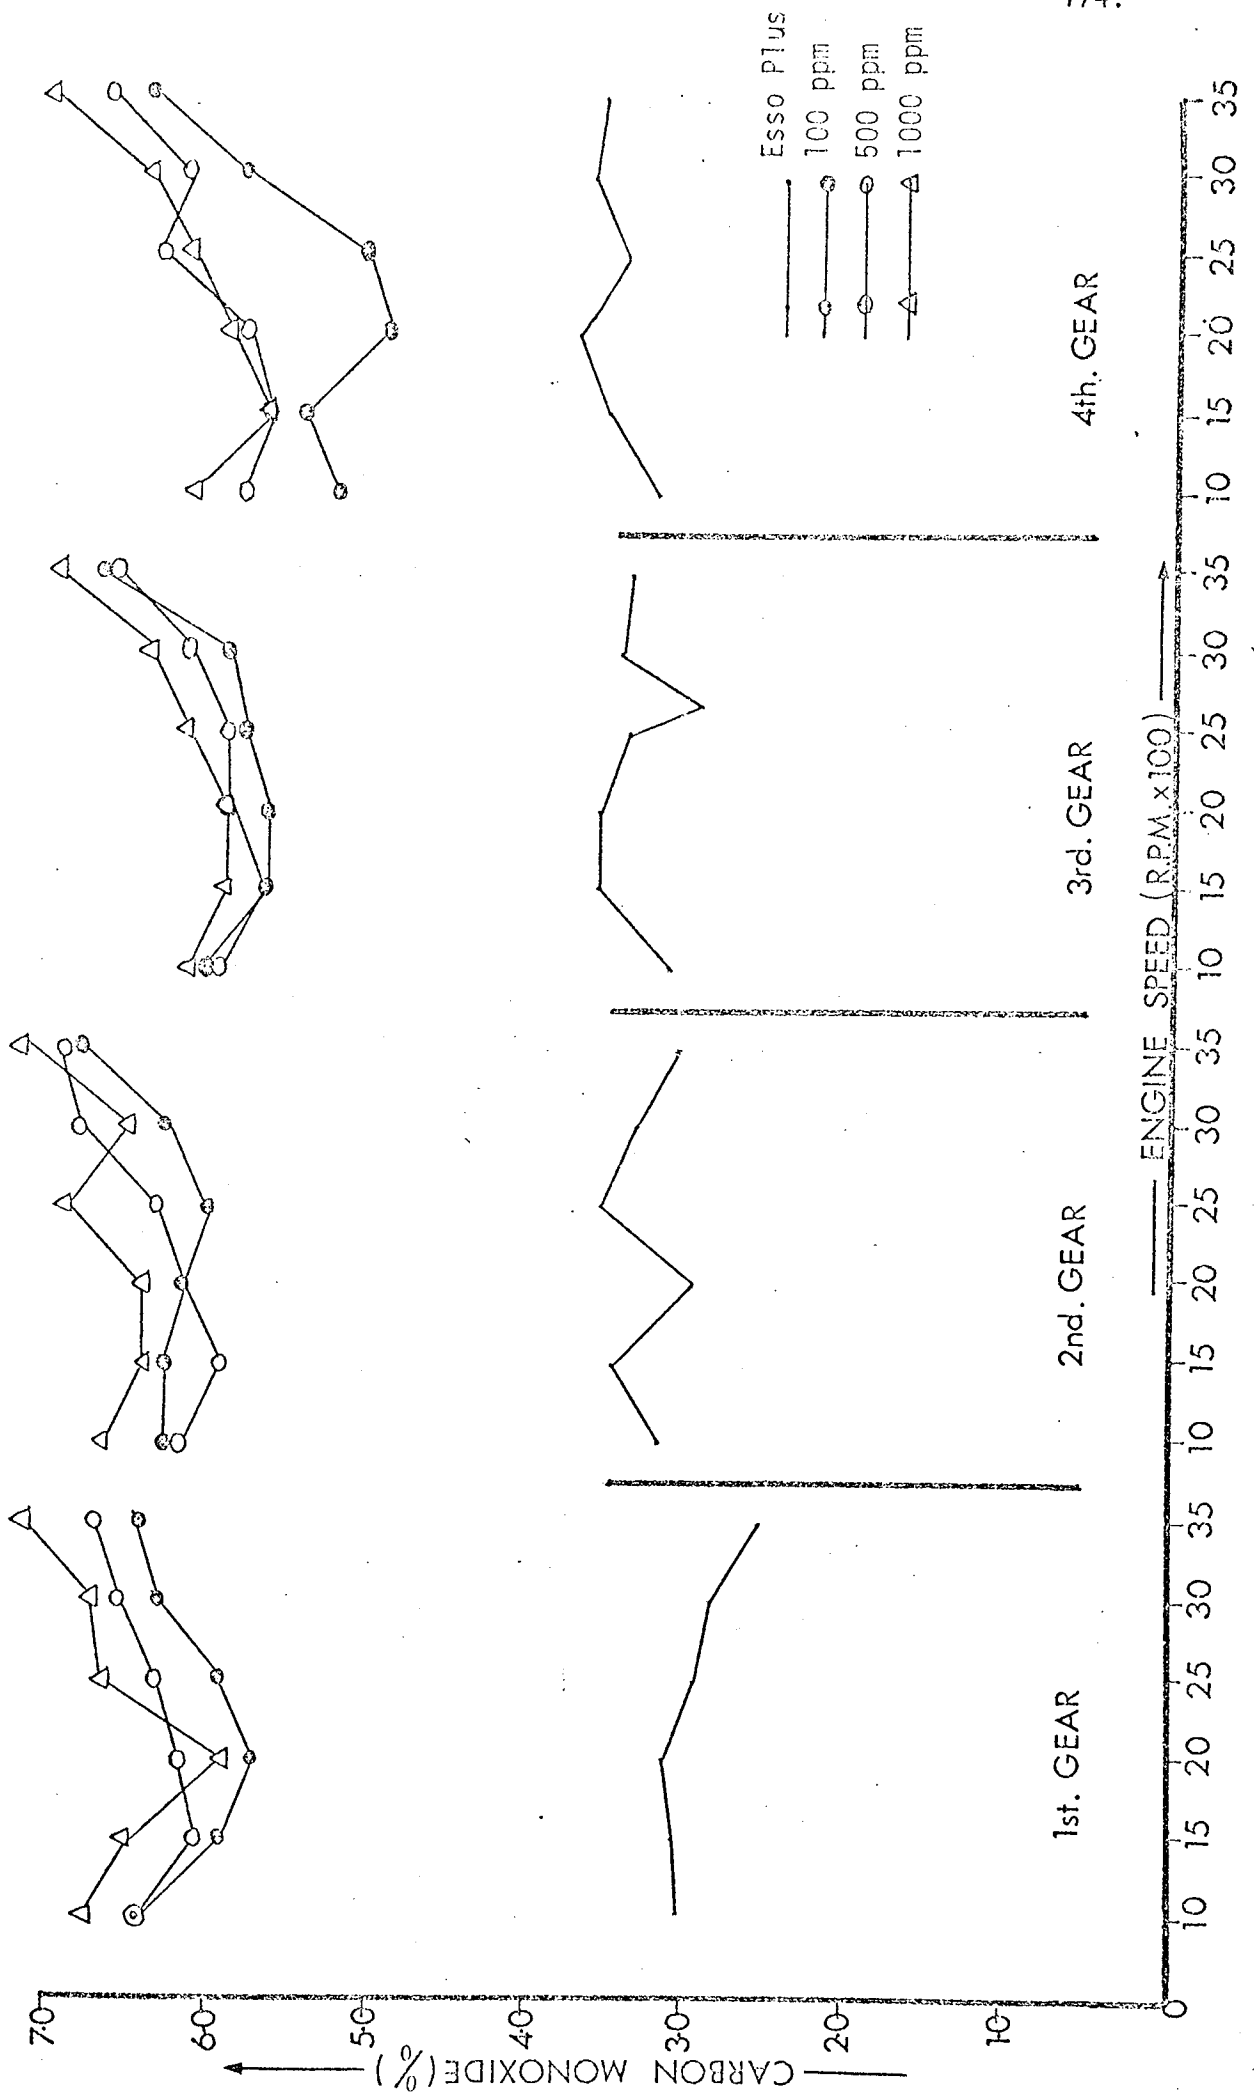 CARBON MONOXIDE (%)
7·0
6·0
5·0
4·0
3·0
2·0
1·0
0
10 15 20 25 30 35 10 15 20 25 30 35 10 15 20 25 30 35 10 15 20 25 30 35
ENGINE SPEED (R.P.M. x100)
1st. GEAR
2nd. GEAR
3rd. GEAR
4th. GEAR
Esso Plus
100 ppm
500 ppm
1000 ppm